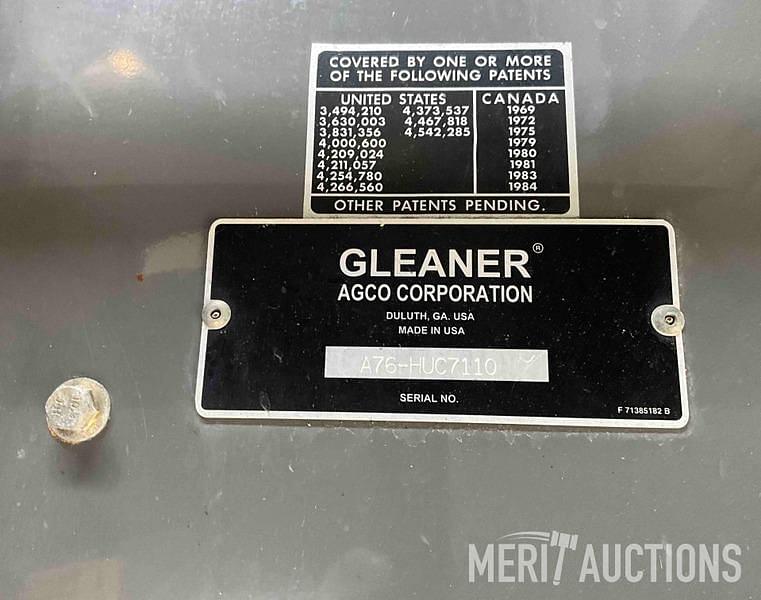 COVERED BY ONE OR MORE
OF THE FOLLOWING PATENTS
UNITED STATES CANADA
3,494,210 4,373,537 1969
3,630,003 4,467,818 1972
3,831,356 4,542,285 1975
4,000,600 1979
4,209,024 1980
4,211,057 1981
4,254,780 1983
4,266,560 1984
OTHER PATENTS PENDING.
GLEANER®
AGCO CORPORATION
DULUTH, GA. USA
MADE IN USA
A76-HUC7110
SERIAL NO.
F 71385182 B
MERIT AUCTIONS